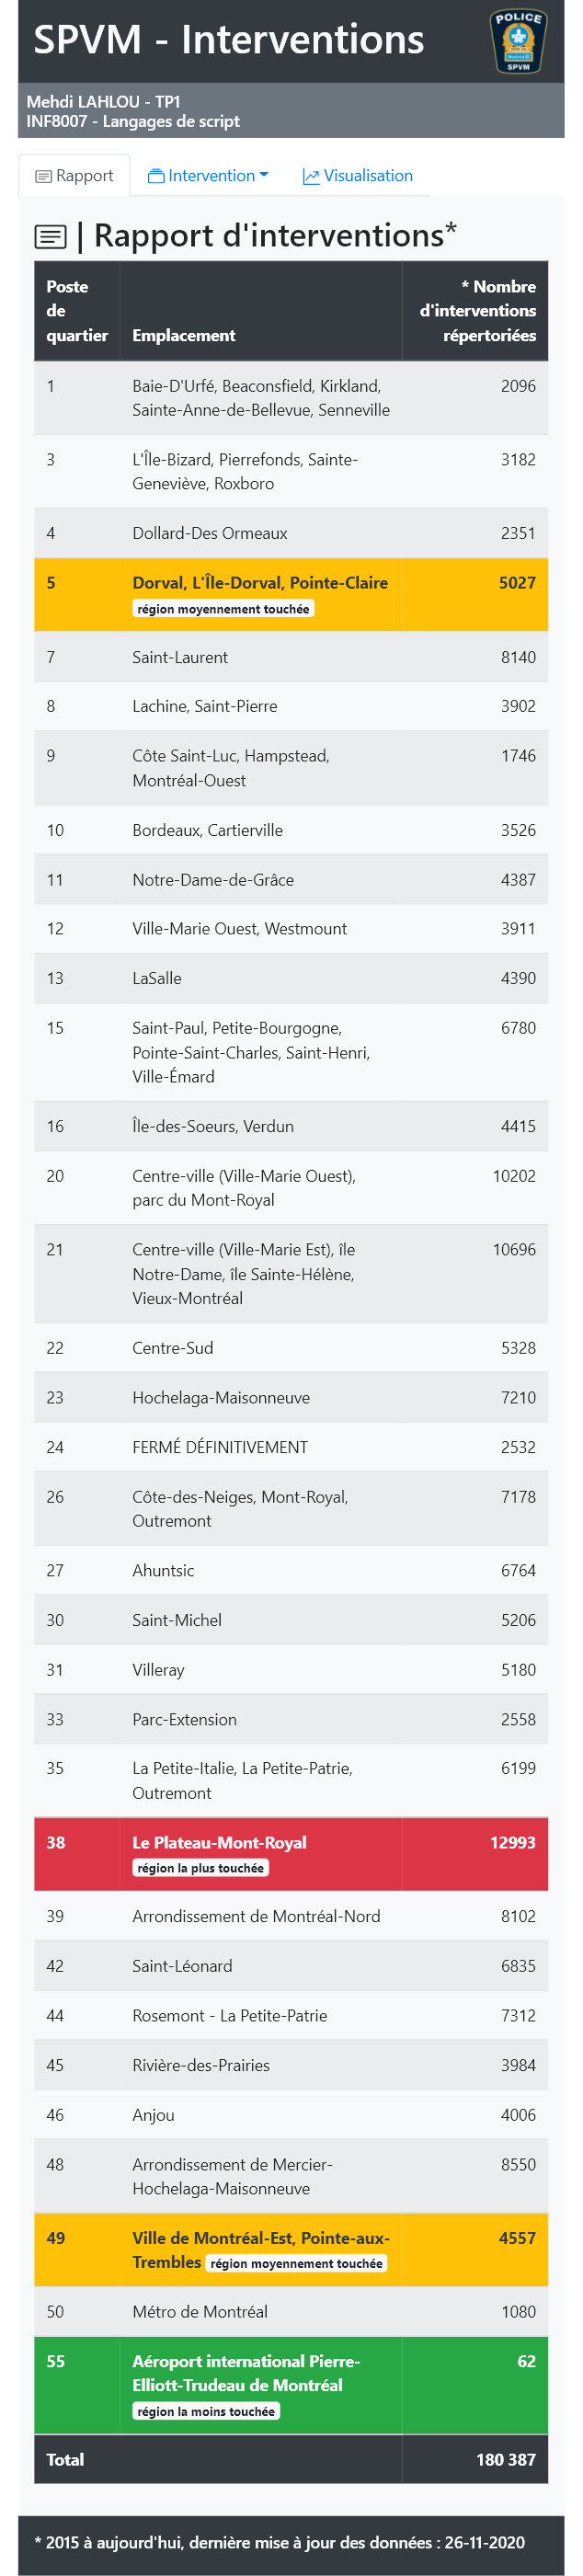 SPVM - Interventions
POLICE
SPVM
Mehdi LAHLOU - TP1
INF8007 - Langages de script
Rapport
Intervention
Visualisation
| Rapport d'interventions*
Poste de quartier
Emplacement
* Nombre d'interventions répertoriées
1 Baie-D'Urfé, Beaconsfield, Kirkland, 2096
Sainte-Anne-de-Bellevue, Senneville
3 L'Île-Bizard, Pierrefonds, Sainte- 3182
Geneviève, Roxboro
4 Dollard-Des Ormeaux 2351
5 Dorval, L'Île-Dorval, Pointe-Claire 5027
région moyennement touchée
7 Saint-Laurent 8140
8 Lachine, Saint-Pierre 3902
9 Côte Saint-Luc, Hampstead, 1746
Montréal-Ouest
10 Bordeaux, Cartierville 3526
11 Notre-Dame-de-Grâce 4387
12 Ville-Marie Ouest, Westmount 3911
13 LaSalle 4390
15 Saint-Paul, Petite-Bourgogne, 6780
Pointe-Saint-Charles, Saint-Henri,
Ville-Émard
16 Île-des-Soeurs, Verdun 4415
20 Centre-ville (Ville-Marie Ouest), 10202
parc du Mont-Royal
21 Centre-ville (Ville-Marie Est), île 10696
Notre-Dame, île Sainte-Hélène,
Vieux-Montréal
22 Centre-Sud 5328
23 Hochelaga-Maisonneuve 7210
24 FERMÉ DÉFINITIVEMENT 2532
26 Côte-des-Neiges, Mont-Royal, 7178
Outremont
27 Ahuntsic 6764
30 Saint-Michel 5206
31 Villeray 5180
33 Parc-Extension 2558
35 La Petite-Italie, La Petite-Patrie, 6199
Outremont
38 Le Plateau-Mont-Royal 12993
région la plus touchée
39 Arrondissement de Montréal-Nord 8102
42 Saint-Léonard 6835
44 Rosemont - La Petite-Patrie 7312
45 Rivière-des-Prairies 3984
46 Anjou 4006
48 Arrondissement de Mercier- 8550
Hochelaga-Maisonneuve
49 Ville de Montréal-Est, Pointe-aux- 4557
Trembles région moyennement touchée
50 Métro de Montréal 1080
55 Aéroport international Pierre- 62
Elliott-Trudeau de Montréal
région la moins touchée
Total 180 387
* 2015 à aujourd'hui, dernière mise à jour des données : 26-11-2020